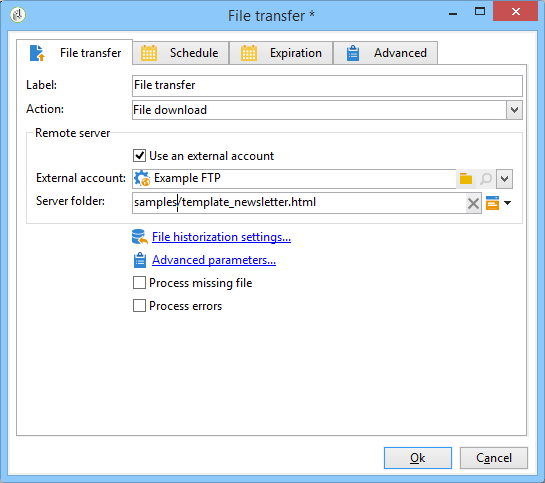 File transfer *
File transfer
Schedule
Expiration
Advanced
Label:
File transfer
Action:
File download
Remote server
Use an external account
External account:
Example FTP
Server folder:
samples/template_newsletter.html
File historization settings...
Advanced parameters...
Process missing file
Process errors
Ok
Cancel